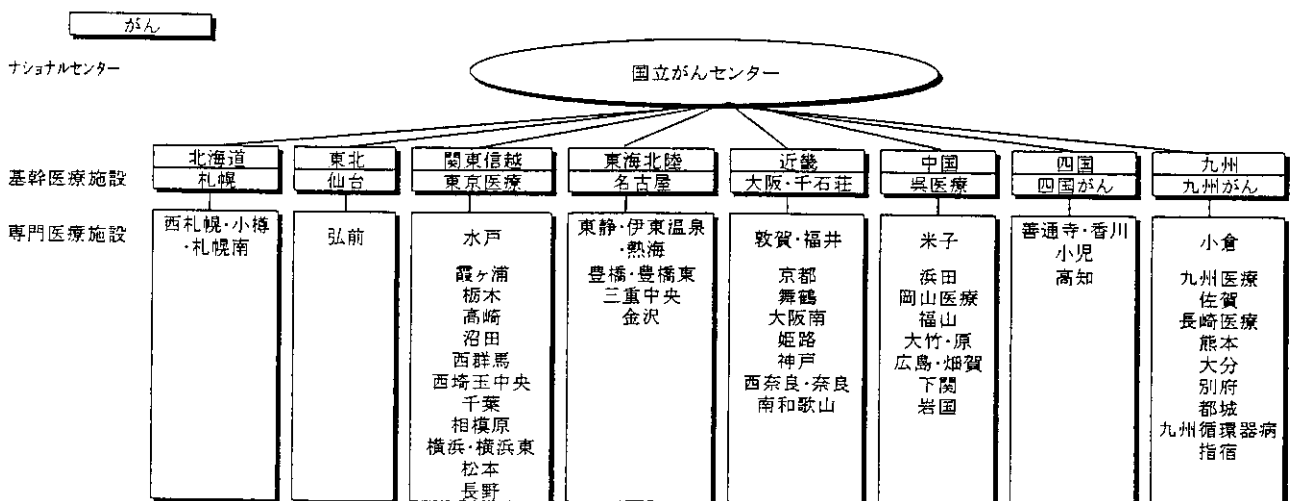 がん
ナショナルセンター
国立がんセンター
基幹医療施設
北海道
札幌
東北
仙台
関東信越
東京医療
東海北陸
名古屋
近畿
大阪・千石荘
中国
呉医療
四国
四国がん
九州
九州がん
専門医療施設
西札幌・小樽
・札幌南
弘前
水戸
霞ヶ浦
栃木
高崎
沼田
西群馬
西埼玉中央
千葉
相模原
横浜・横浜東
松本
長野
東静・伊東温泉
・熱海
豊橋・豊橋東
三重中央
金沢
敦賀・福井
京都
舞鶴
大阪南
姫路
神戸
西奈良・奈良
南和歌山
米子
浜田
岡山医療
福山
大竹・原
広島・畑賀
下関
岩国
善通寺・香川
小児
高知
小倉
九州医療
佐賀
長崎医療
熊本
大分
別府
都城
九州循環器病
指宿